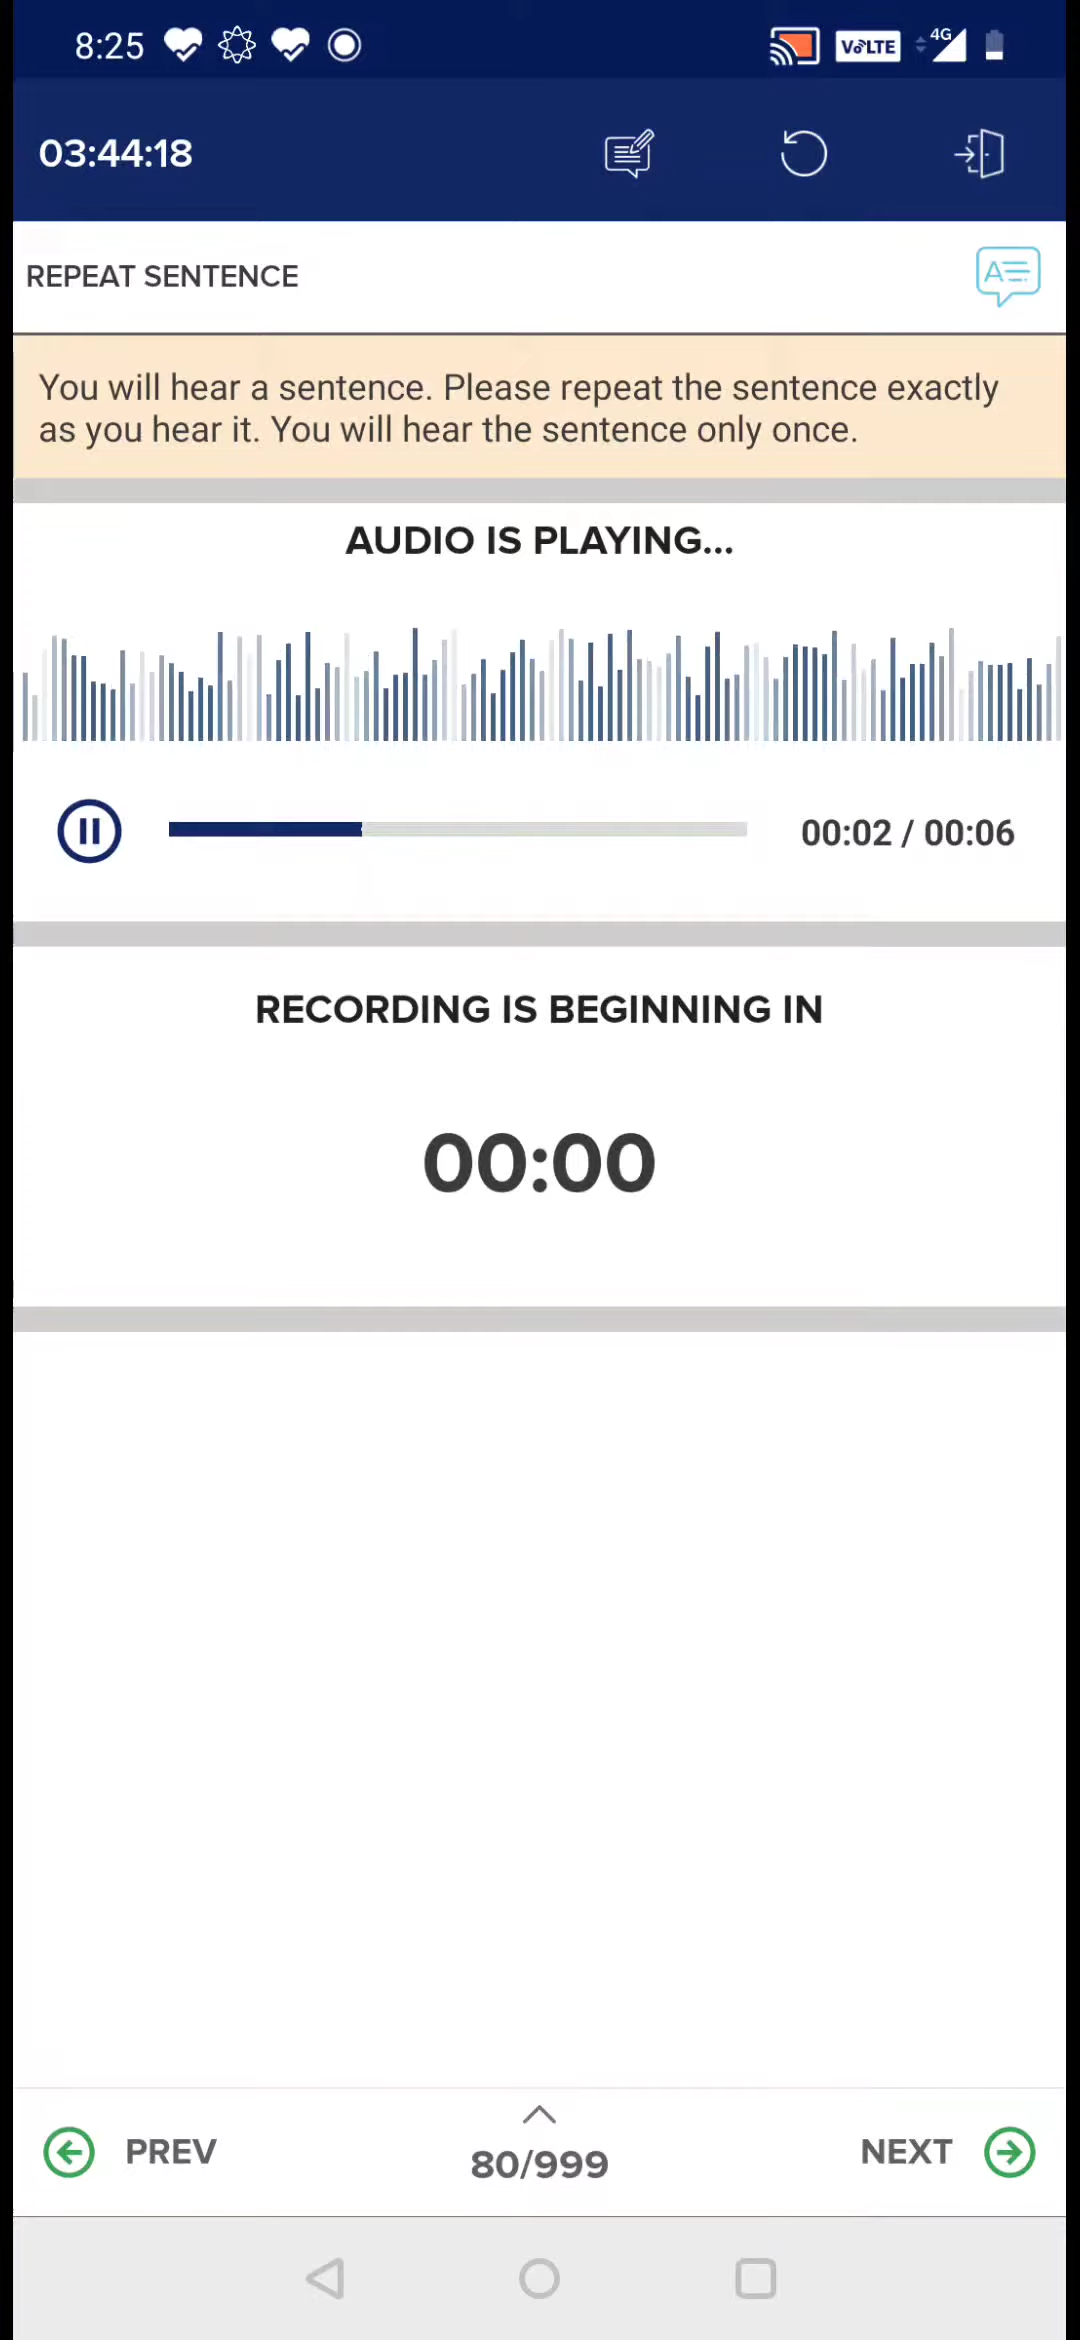 8:25
VoLTE 4G
03:44:18
REPEAT SENTENCE
A
You will hear a sentence. Please repeat the sentence exactly
as you hear it. You will hear the sentence only once.
AUDIO IS PLAYING...
00:02 / 00:06
RECORDING IS BEGINNING IN
00:00
PREV 80/999 NEXT